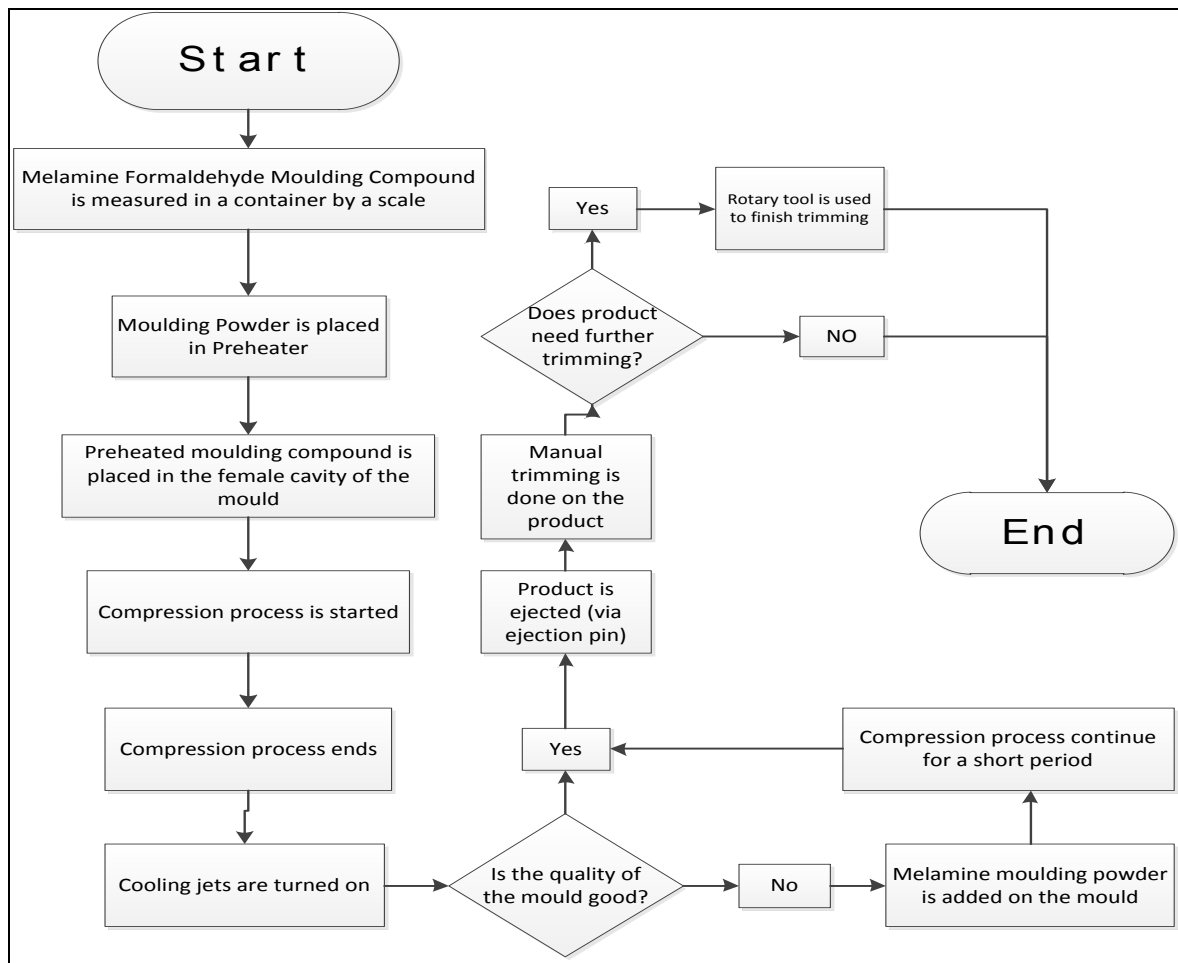 Start
Melamine Formaldehyde Moulding Compound
is measured in a container by a scale
Moulding Powder is placed
in Preheater
Preheated moulding compound is
placed in the female cavity of the
mould
Compression process is started
Compression process ends
Cooling jets are turned on
Is the quality of
the mould good?
No
Melamine moulding powder
is added on the mould
Compression process continue
for a short period
Yes
Product is
ejected (via
ejection pin)
Manual
trimming is
done on the
product
Does product
need further
trimming?
Yes
Rotary tool is used
to finish trimming
NO
End